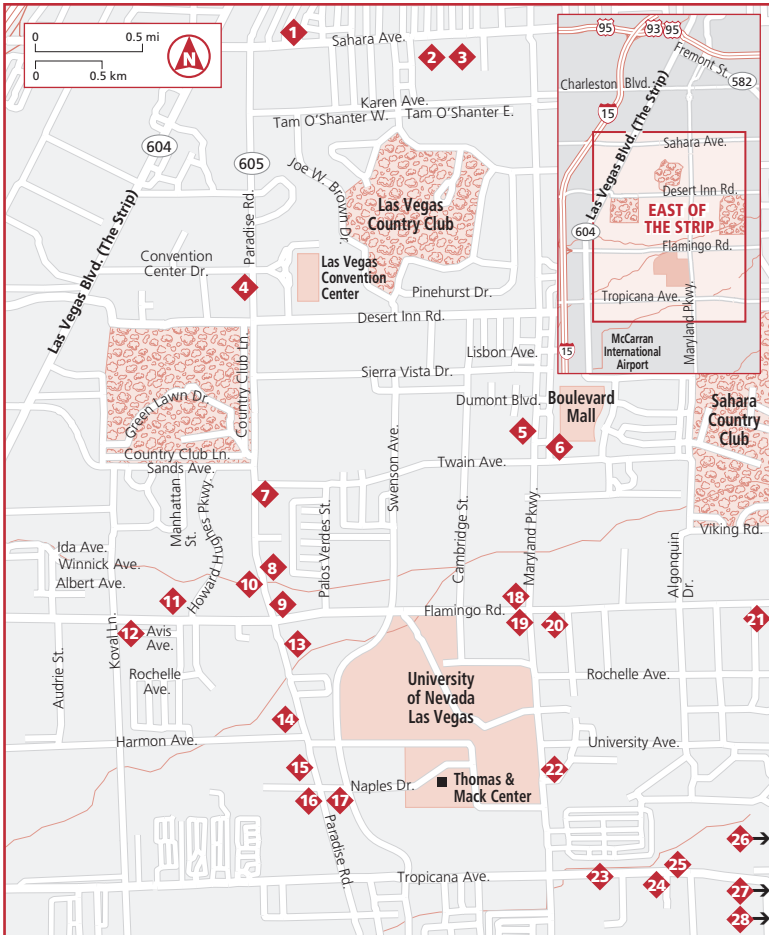 0 0.5 mi
0 0.5 km
N
1
Sahara Ave.
2
3
Karen Ave.
Tam O'Shanter W.
Tam O'Shanter E.
604
605
Joe W. Brown Dr.
Paradise Rd.
Las Vegas Blvd. (The Strip)
Las Vegas
Country Club
Convention
Center Dr.
Las Vegas
Convention
Center
4
Pinehurst Dr.
Desert Inn Rd.
Lisbon Ave.
Sierra Vista Dr.
Country Club Ln.
Green Lawn Dr.
Dumont Blvd.
Boulevard
Mall
Sahara
Country
Club
5
6
Country Club Ln.
Sands Ave.
Twain Ave.
Swenson Ave.
Manhattan
St.
Howard Hughes Pkwy.
7
Palos Verdes St.
Cambridge St.
Maryland Pkwy.
Viking Rd.
Ida Ave.
Winnick Ave.
Albert Ave.
8
10
9
11
Algonquin
Dr.
18
Flamingo Rd.
19
20
21
12
Koval Ln.
Avis
Ave.
13
Audrie St.
Rochelle
Ave.
University
of Nevada
Las Vegas
Rochelle Ave.
14
Harmon Ave.
University Ave.
15
22
Thomas &
Mack Center
Naples Dr.
16
17
Paradise Rd.
26
25
Tropicana Ave.
23
24
27
28
95
93
95
Fremont St.
582
Charleston Blvd.
15
Las Vegas Blvd. (The Strip)
Sahara Ave.
Desert Inn Rd.
EAST OF
THE STRIP
604
Flamingo Rd.
Tropicana Ave.
Maryland Pkwy.
McCarran
International
Airport
15